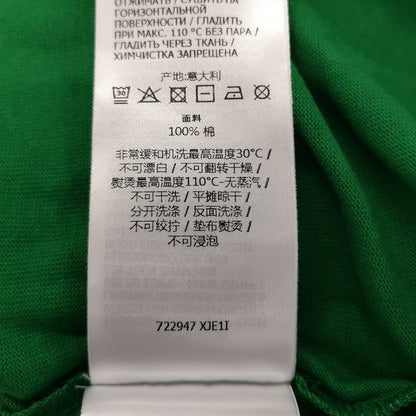 ОТЖИМАТЬ / СУШИТЬ НА
ГОРИЗОНТАЛЬНОЙ
ПОВЕРХНОСТИ / ГЛАДИТЬ
ПРИ МАКС. 110 °C БЕЗ ПАРА /
ГЛАДИТЬ ЧЕРЕЗ ТКАНЬ /
ХИМЧИСТКА ЗАПРЕЩЕНА
产地:意大利
30
面料
100% 棉
非常缓和机洗最高温度30°C /
不可漂白 / 不可翻转干燥 /
熨烫最高温度110°C-无蒸汽 /
不可干洗 / 平摊晾干 /
分开洗涤 / 反面洗涤 /
不可绞拧 / 垫布熨烫 /
不可浸泡
722947 XJE1I